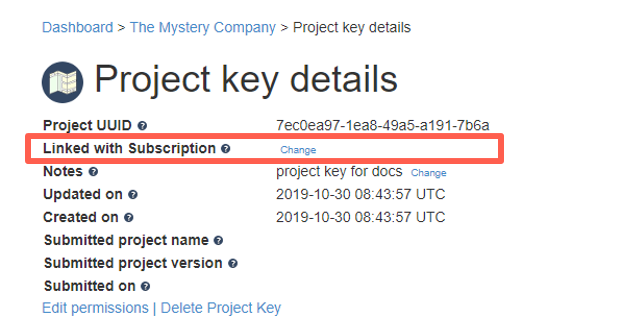 Dashboard > The Mystery Company > Project key details
Project key details
Project UUID ? 7ec0ea97-1ea8-49a5-a191-7b6a
Linked with Subscription ? Change
Notes ? project key for docs Change
Updated on ? 2019-10-30 08:43:57 UTC
Created on ? 2019-10-30 08:43:57 UTC
Submitted project name ?
Submitted project version ?
Submitted on ?
Edit permissions | Delete Project Key